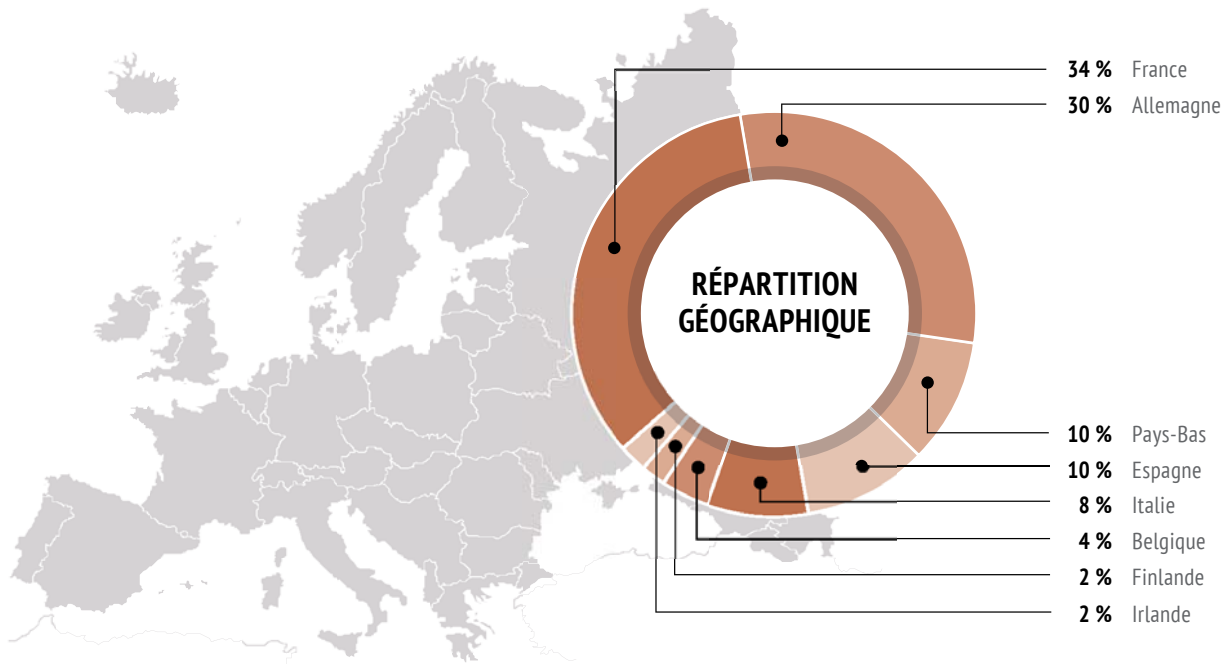 34 % France
30 % Allemagne
RÉPARTITION
GÉOGRAPHIQUE
10 % Pays-Bas
10 % Espagne
8 % Italie
4 % Belgique
2 % Finlande
2 % Irlande